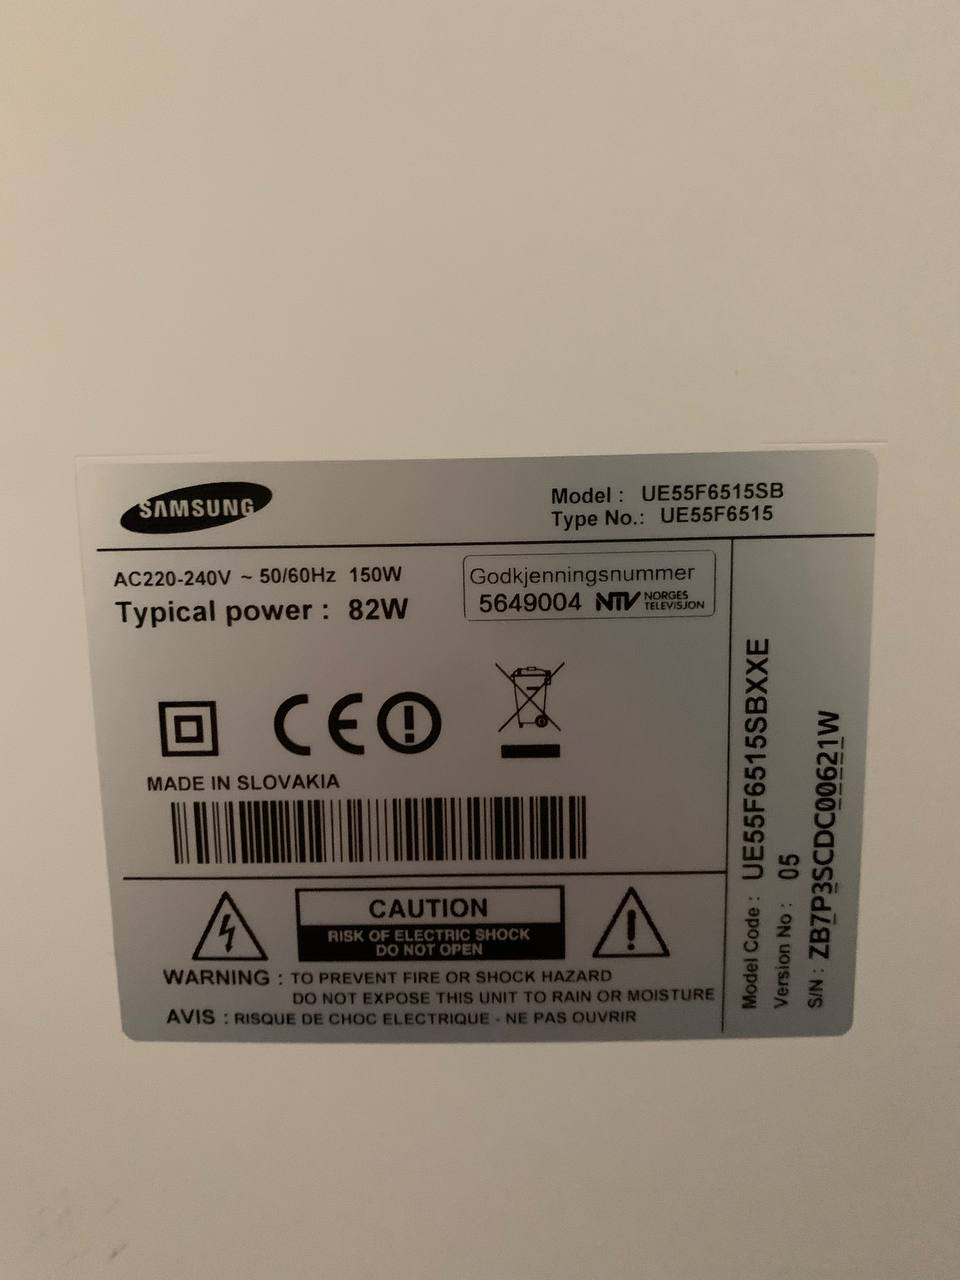 SAMSUNG
Model : UE55F6515SB
Type No.: UE55F6515
AC220-240V ~ 50/60Hz 150W
Typical power : 82W
Godkjenningsnummer
5649004 NTV NORGES TELEVISJON
CE
MADE IN SLOVAKIA
CAUTION
RISK OF ELECTRIC SHOCK
DO NOT OPEN
WARNING : TO PREVENT FIRE OR SHOCK HAZARD
DO NOT EXPOSE THIS UNIT TO RAIN OR MOISTURE
AVIS : RISQUE DE CHOC ELECTRIQUE - NE PAS OUVRIR
Model Code : UE55F6515SBXXE
Version No : 05
S/N : ZB7P3SCDC00621W